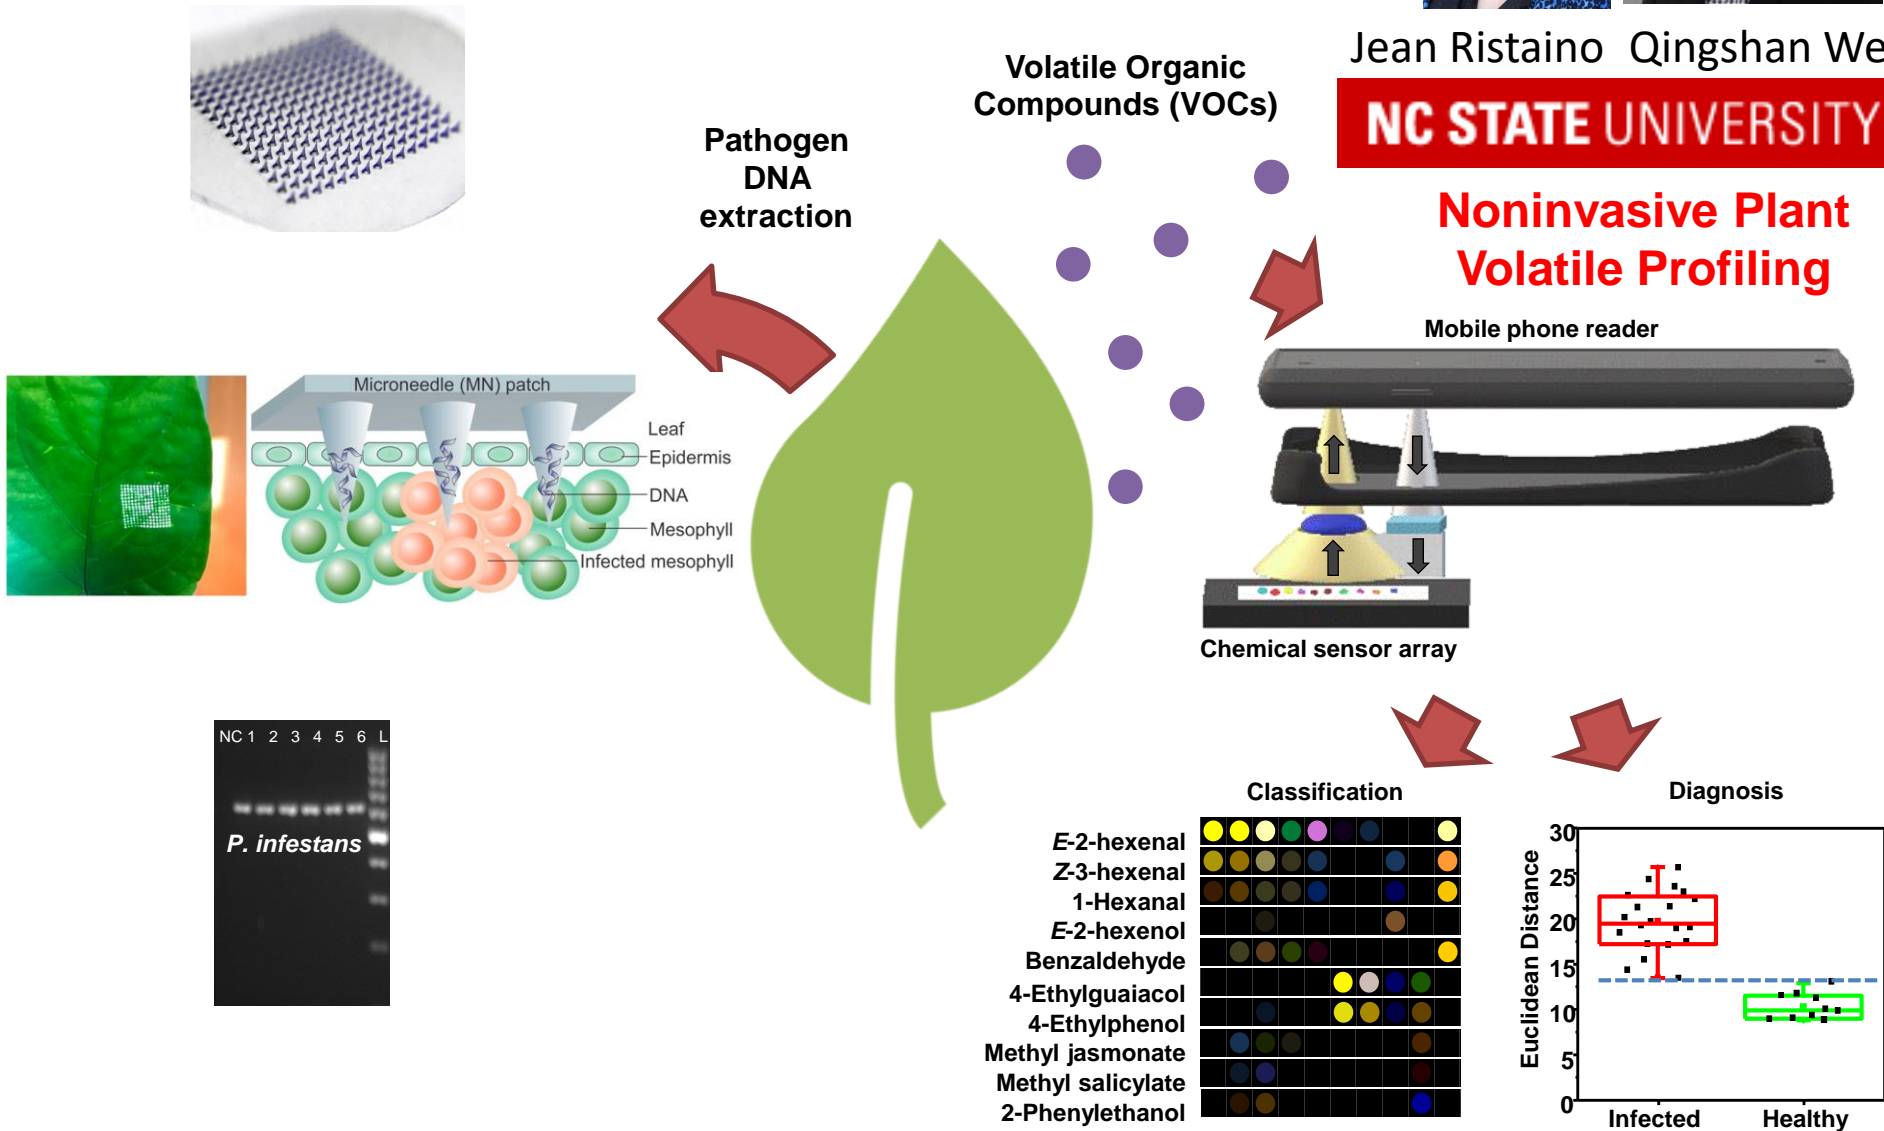 Jean Ristaino Qingshan We
NC STATE UNIVERSITY
Volatile Organic
Compounds (VOCs)
Pathogen
DNA
extraction
Noninvasive Plant
Volatile Profiling
Mobile phone reader
Microneedle (MN) patch
Leaf
Epidermis
DNA
Mesophyll
Infected mesophyll
Chemical sensor array
NC 1 2 3 4 5 6 L
P. infestans
Classification
E-2-hexenal
Z-3-hexenal
1-Hexanal
E-2-hexenol
Benzaldehyde
4-Ethylguaiacol
4-Ethylphenol
Methyl jasmonate
Methyl salicylate
2-Phenylethanol
Diagnosis
Euclidean Distance
30
25
20
15
10
5
0
Infected Healthy